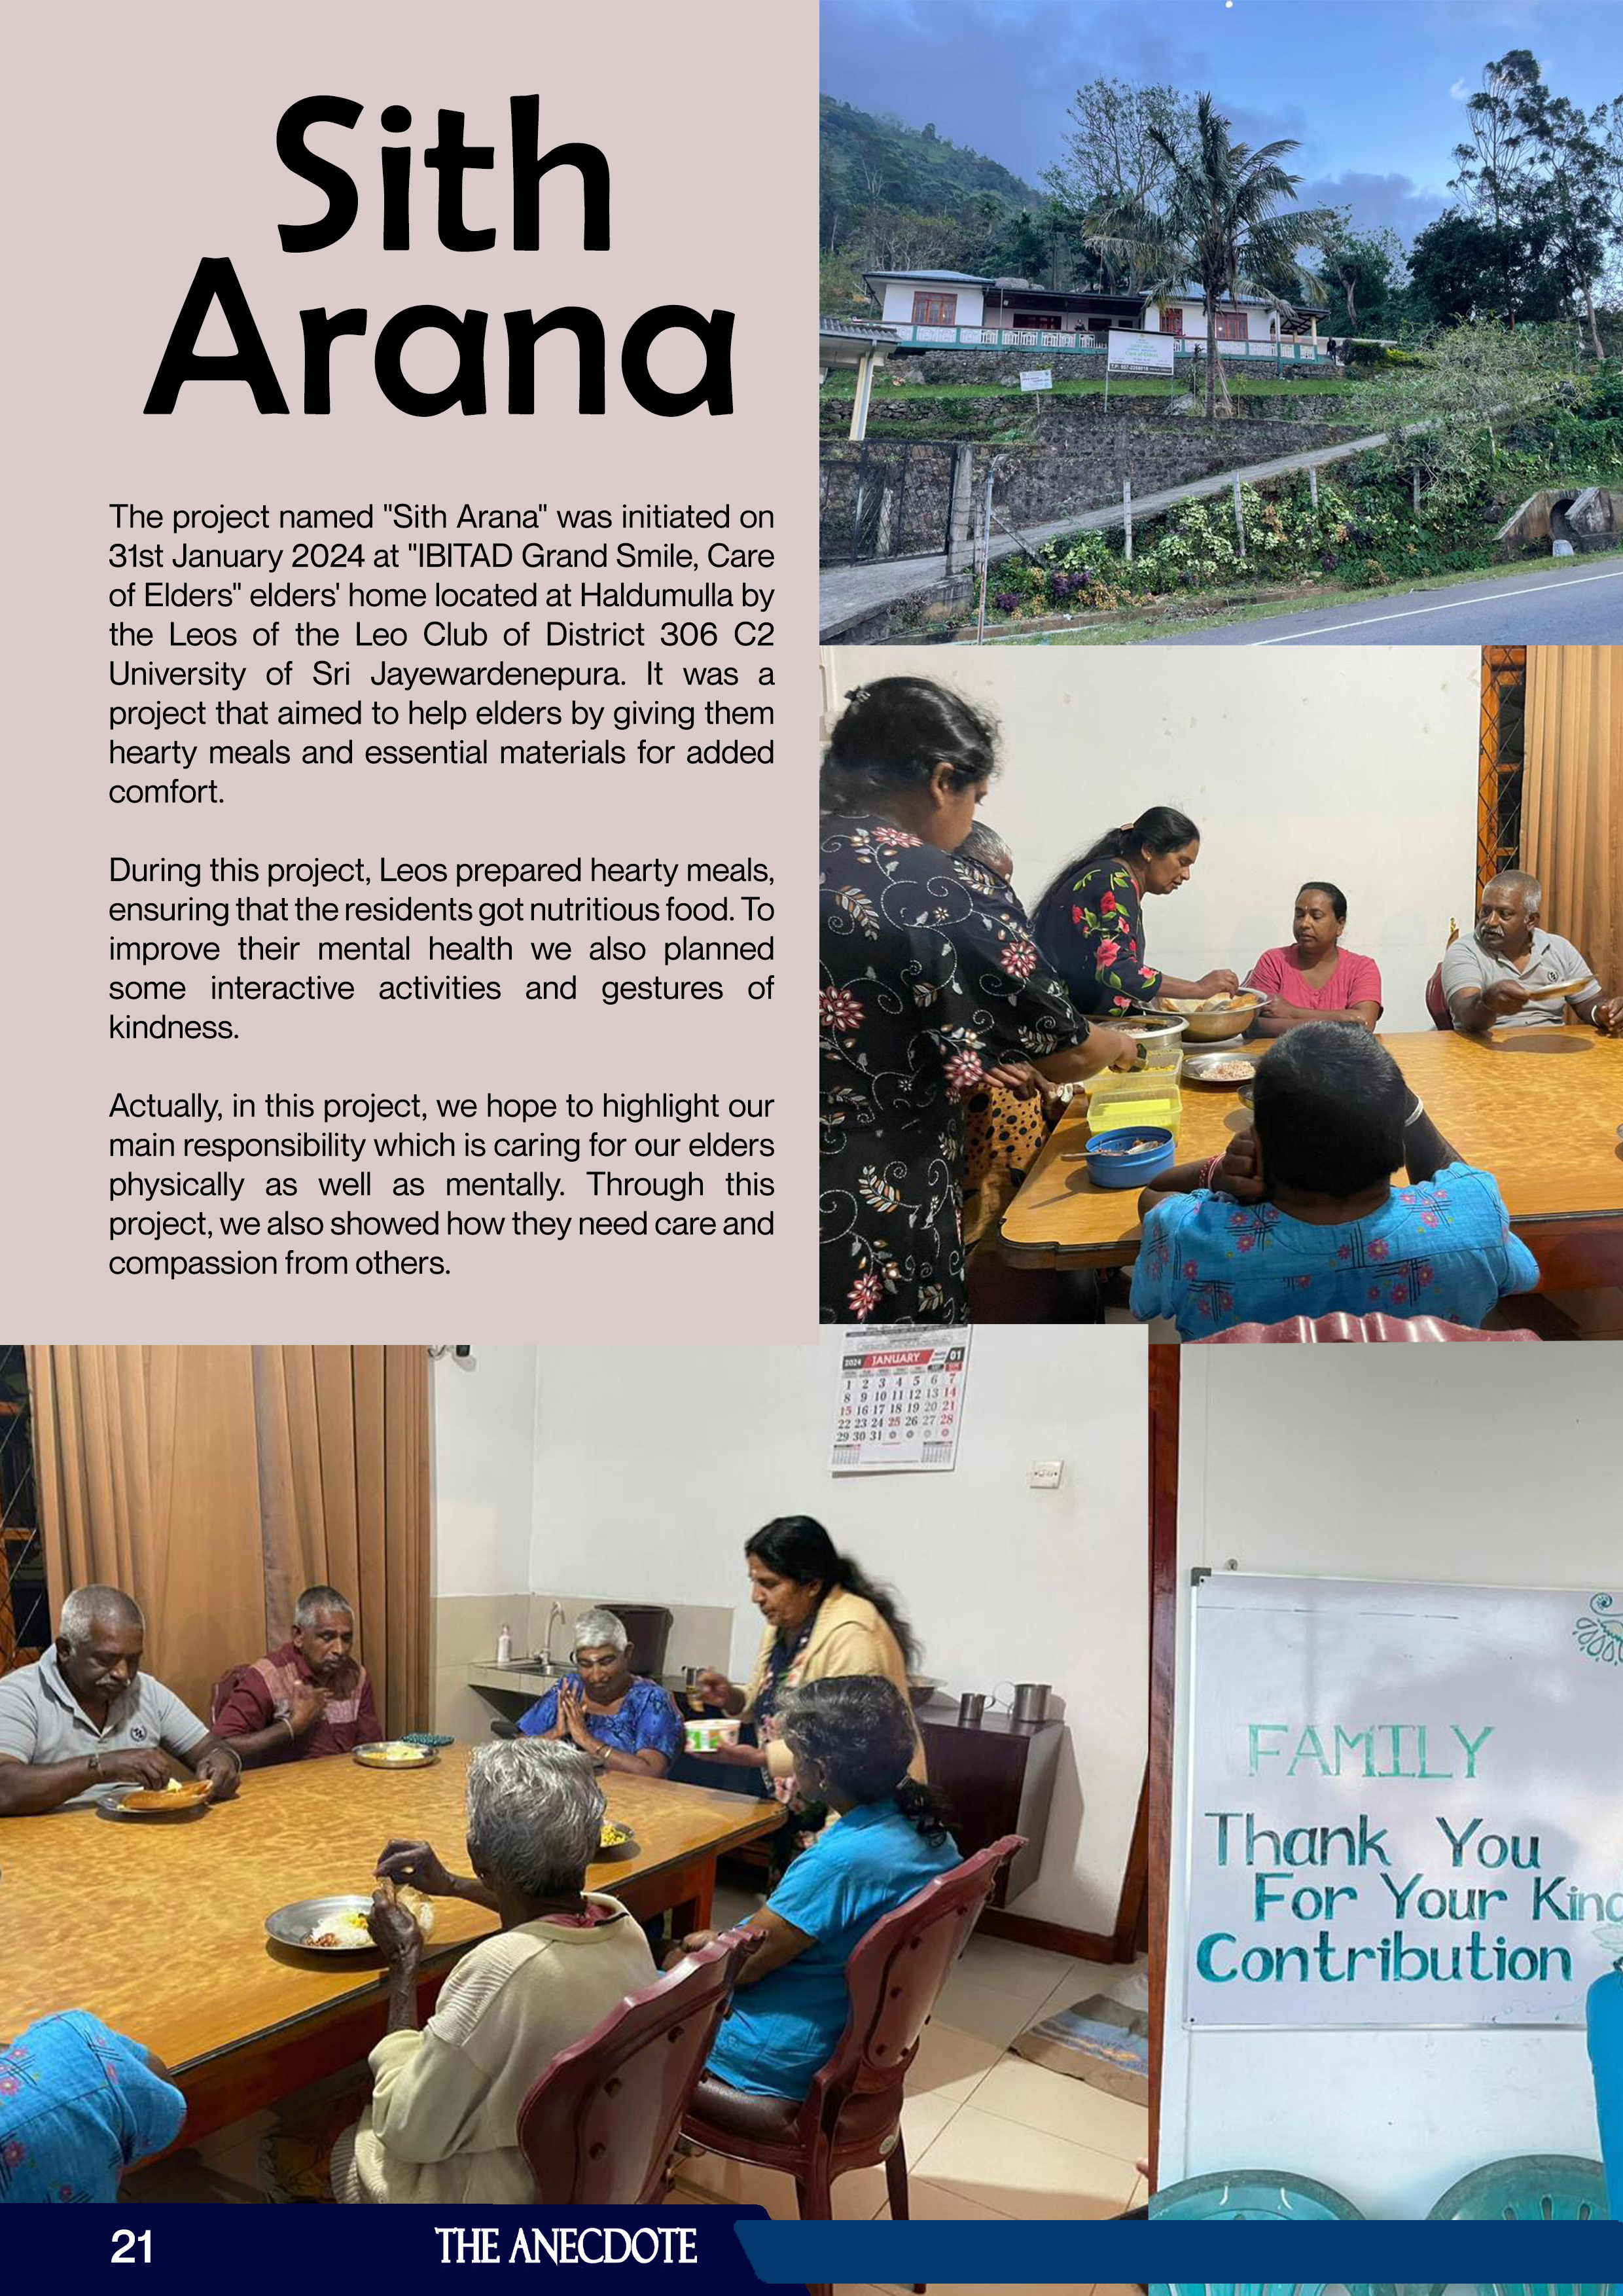 Sith
Arana
The project named "Sith Arana" was initiated on
31st January 2024 at "IBITAD Grand Smile, Care
of Elders" elders' home located at Haldumulla by
the Leos of the Leo Club of District 306 C2
University of Sri Jayewardenepura. It was a
project that aimed to help elders by giving them
hearty meals and essential materials for added
comfort.
During this project, Leos prepared hearty meals,
ensuring that the residents got nutritious food. To
improve their mental health we also planned
some interactive activities and gestures of
kindness.
Actually, in this project, we hope to highlight our
main responsibility which is caring for our elders
physically as well as mentally. Through this
project, we also showed how they need care and
compassion from others.
2024 JANUARY 01
1 2 3 4 5 6 7
8 9 10 11 12 13 14
15 16 17 18 19 20 21
22 23 24 25 26 27 28
29 30 31
FAMILY
Thank You
For Your Kind
Contribution
21
THE ANECDOTE